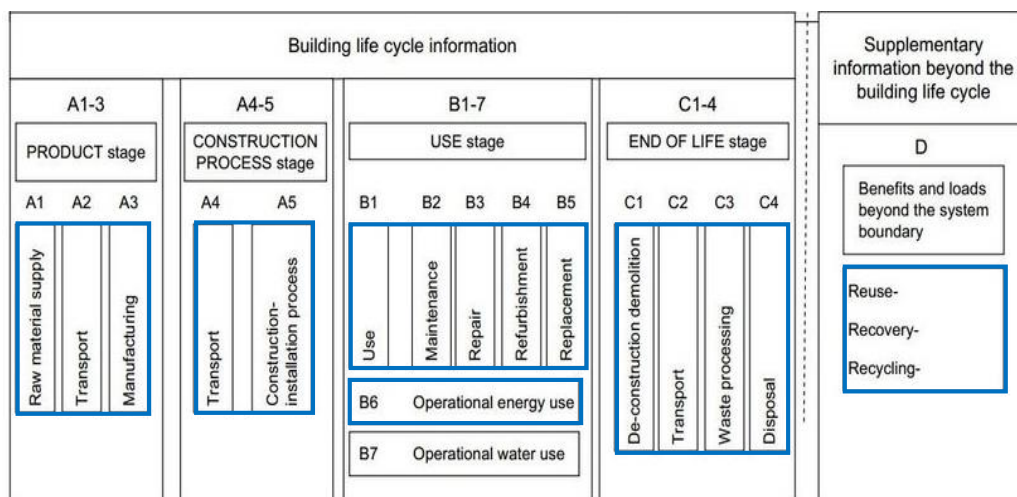 Building life cycle information
Supplementary
information beyond the
building life cycle
A1-3
PRODUCT stage
A1 A2 A3
Raw material supply
Transport
Manufacturing
A4-5
CONSTRUCTION
PROCESS stage
A4 A5
Transport
Construction-
installation process
B1-7
USE stage
B1 B2 B3 B4 B5
Use
Maintenance
Repair
Refurbishment
Replacement
B6 Operational energy use
B7 Operational water use
C1-4
END OF LIFE stage
C1 C2 C3 C4
De-construction demolition
Transport
Waste processing
Disposal
D
Benefits and loads
beyond the system
boundary
Reuse-
Recovery-
Recycling-